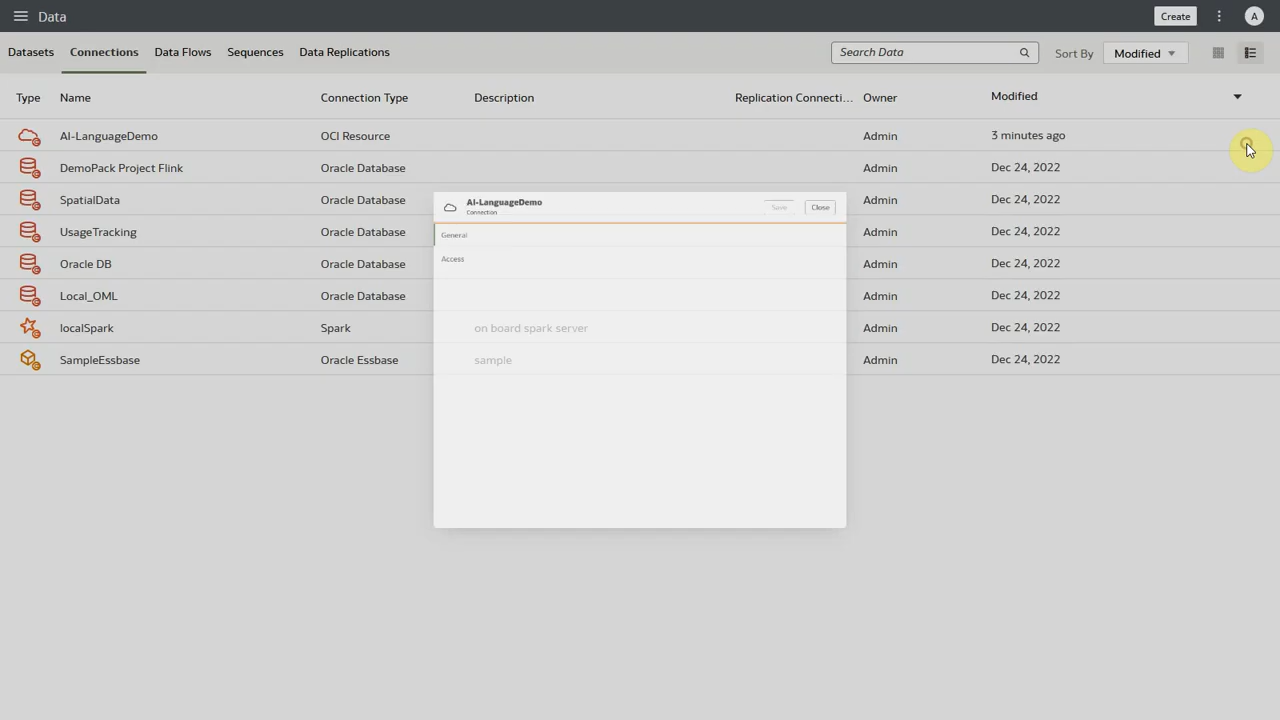 Data
Create
A
Datasets
Connections
Data Flows
Sequences
Data Replications
Search Data
Sort By
Modified
Type Name Connection Type Description Replication Connecti... Owner Modified
AI-LanguageDemo OCI Resource Admin 3 minutes ago
DemoPack Project Flink Oracle Database Admin Dec 24, 2022
SpatialData Oracle Database Admin Dec 24, 2022
UsageTracking Oracle Database Admin Dec 24, 2022
Oracle DB Oracle Database Admin Dec 24, 2022
Local_OML Oracle Database Admin Dec 24, 2022
localSpark Spark on board spark server Admin Dec 24, 2022
SampleEssbase Oracle Essbase sample Admin Dec 24, 2022
AI-LanguageDemo
Connection
Save
Close
General
Access